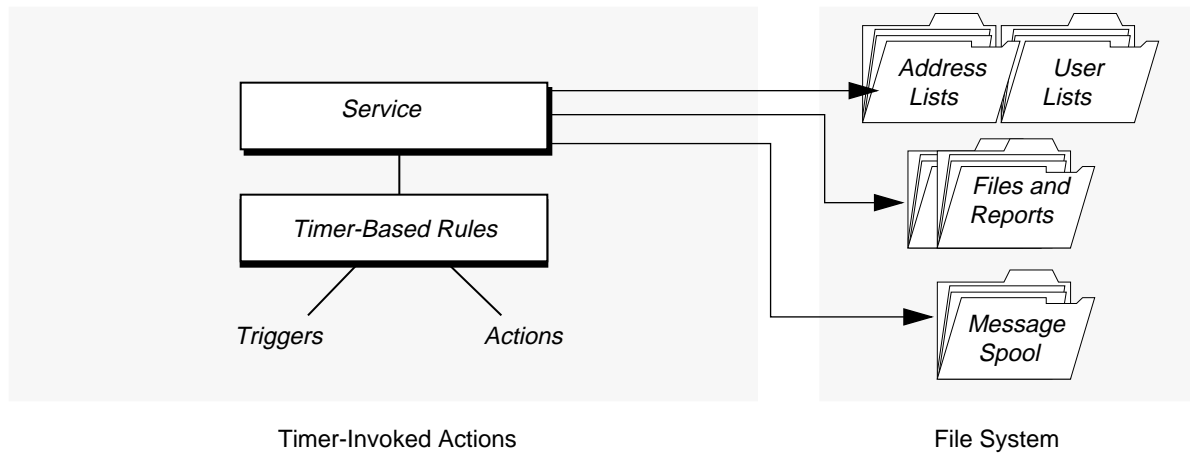 Service
Timer-Based Rules
Triggers
Actions
Address
Lists
User
Lists
Files and
Reports
Message
Spool
Timer-Invoked Actions
File System